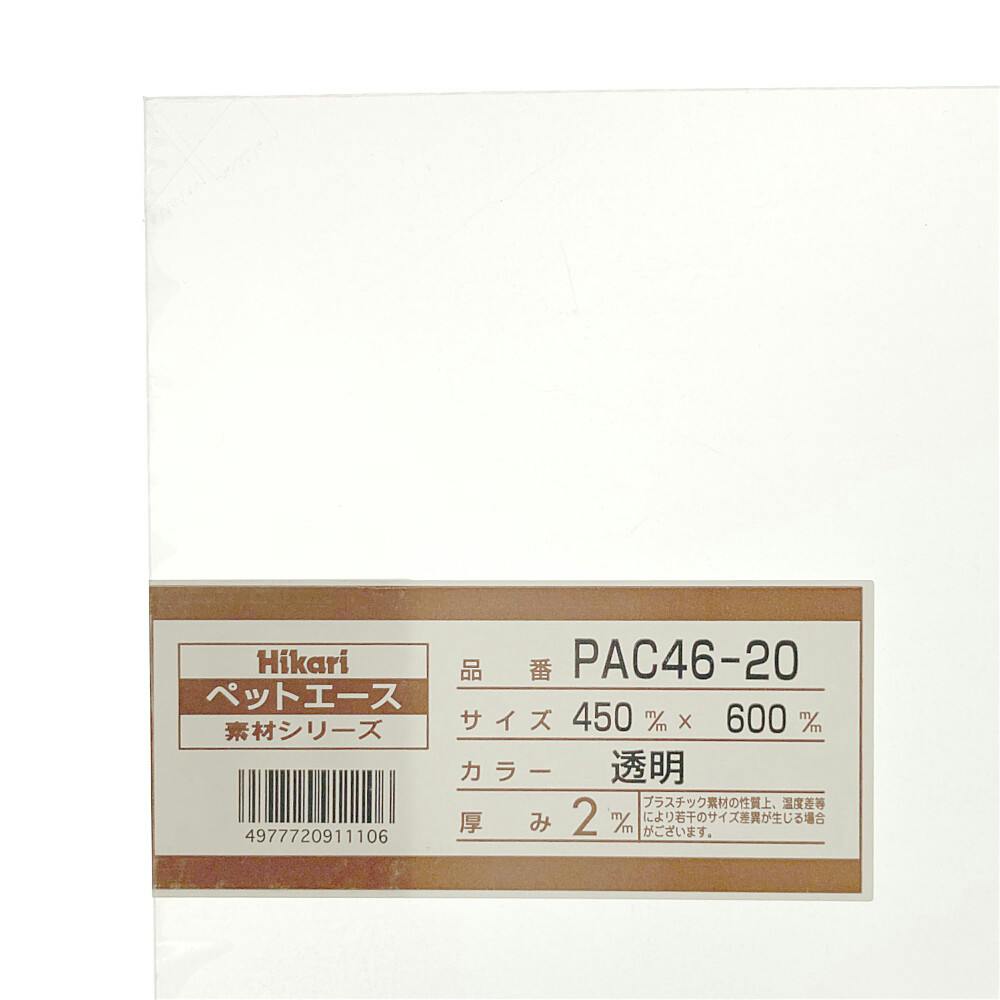 Hikari
ペットエース
素材シリーズ
4977720911106
品番 PAC46-20
サイズ 450 m/m × 600 m/m
カラー 透明
厚み 2 m/m
プラスチック素材の性質上、温度差等
により若干のサイズ差異が生じる場合
がございます。